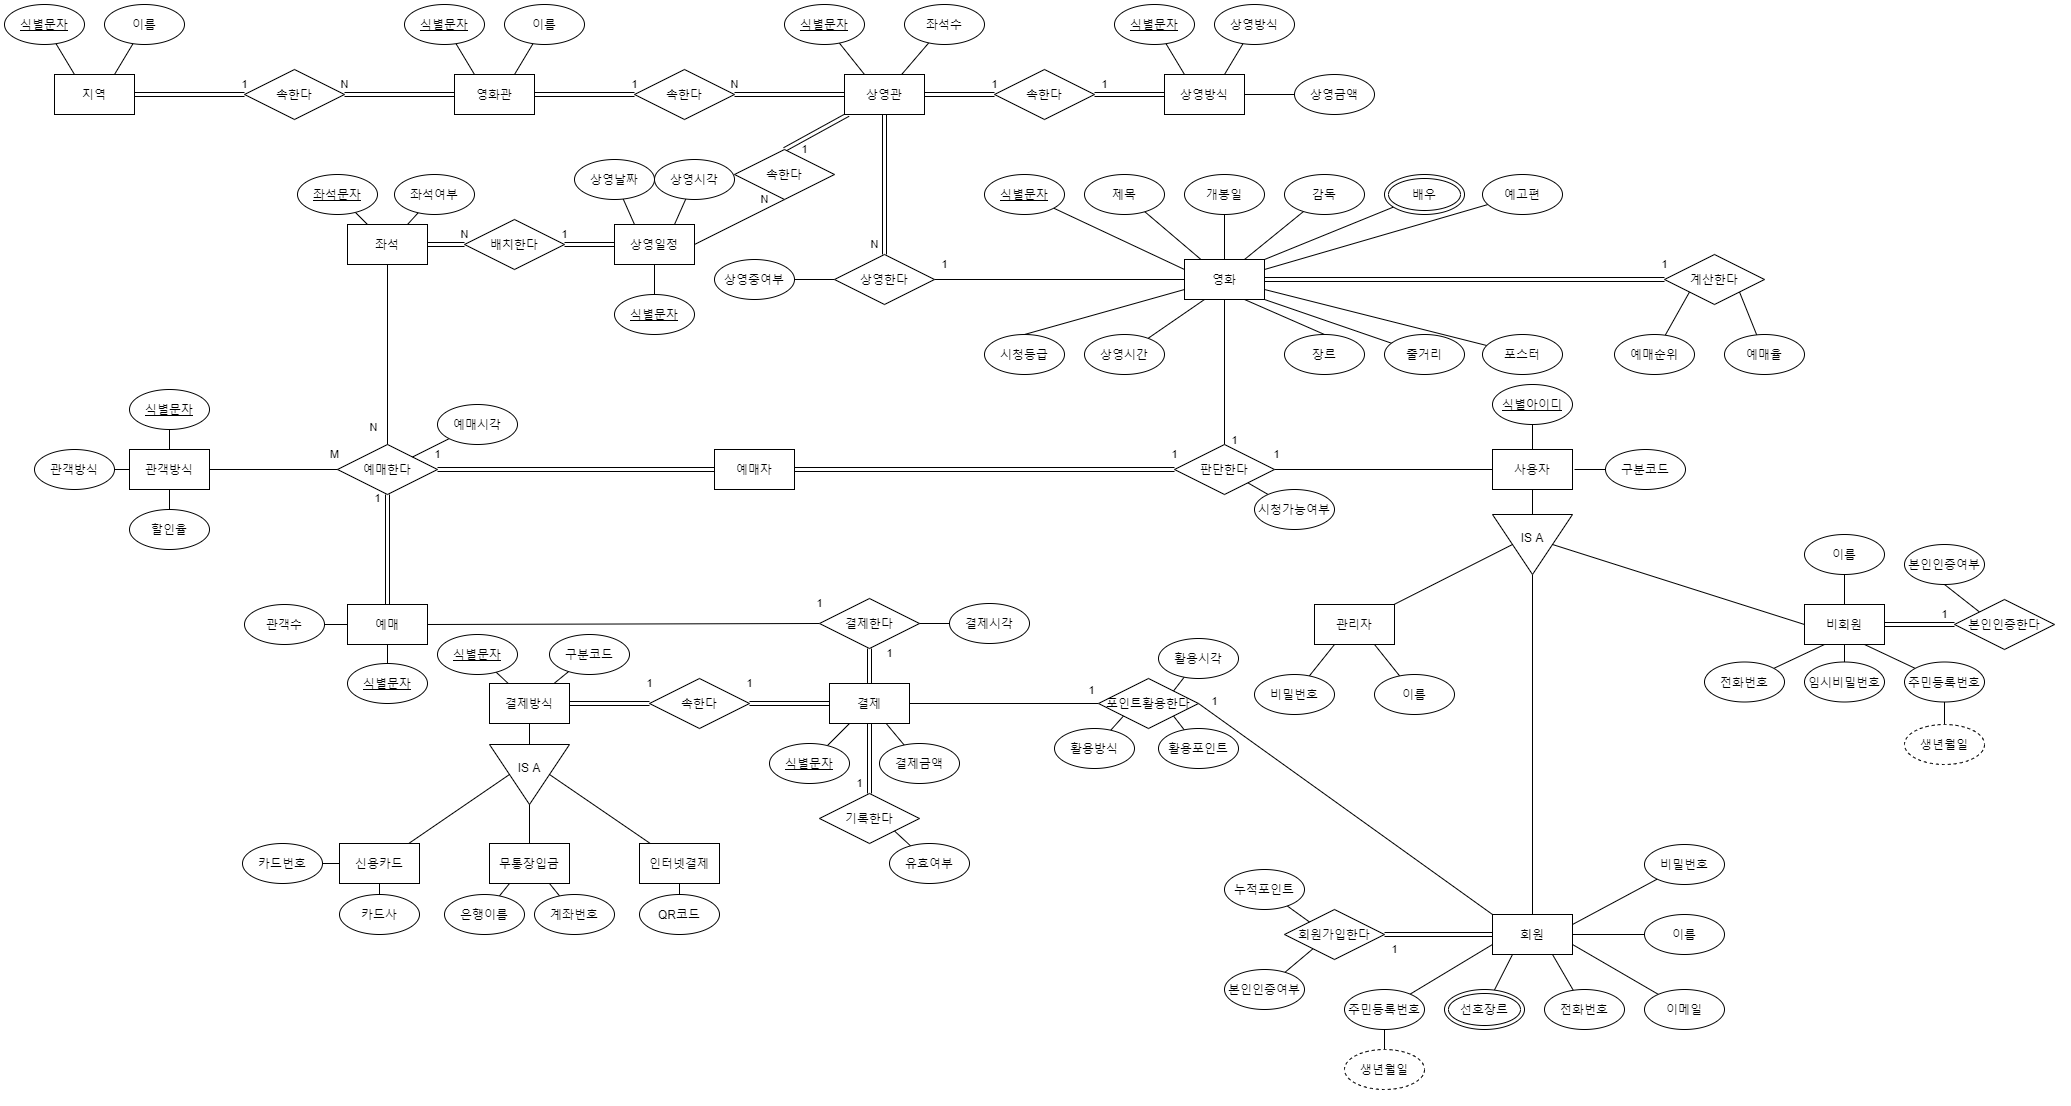 식별문자
이름
식별문자
이름
식별문자
좌석수
식별문자
상영방식
지역
1
속한다
N
영화관
1
속한다
N
상영관
1
속한다
1
상영방식
상영금액
좌석문자
좌석여부
상영날짜
상영시각
1
속한다
N
식별문자
제목
개봉일
감독
배우
예고편
좌석
N
배치한다
1
상영일정
식별문자
상영중여부
N
상영한다
1
영화
1
계산한다
예매순위
예매율
시청등급
상영시간
장르
줄거리
포스터
식별문자
관객방식
관객방식
할인율
N
M
예매한다
1
1
예매시각
예매자
1
1
판단한다
1
시청가능여부
식별아이디
사용자
구분코드
IS A
관객수
예매
식별문자
1
결제한다
1
결제시각
관리자
비밀번호
이름
이름
본인인증여부
비회원
1
본인인증한다
전화번호
임시비밀번호
주민등록번호
생년월일
식별문자
구분코드
결제방식
1
속한다
1
결제
식별문자
결제금액
1
기록한다
유효여부
활용시각
1
포인트활용한다
1
활용방식
활용포인트
IS A
카드번호
신용카드
카드사
무통장입금
은행이름
계좌번호
인터넷결제
QR코드
누적포인트
회원가입한다
1
본인인증여부
회원
비밀번호
이름
이메일
전화번호
선호장르
주민등록번호
생년월일